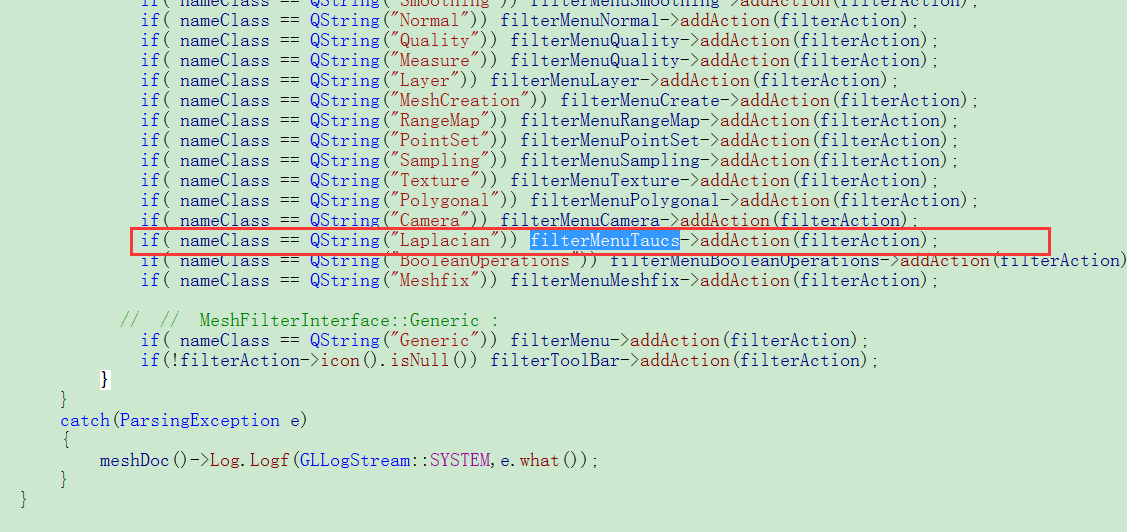 if( nameClass == QString("Smoothing")) filterMenuSmoothing->addAction(filterAction);
if( nameClass == QString("Normal")) filterMenuNormal->addAction(filterAction);
if( nameClass == QString("Quality")) filterMenuQuality->addAction(filterAction);
if( nameClass == QString("Measure")) filterMenuQuality->addAction(filterAction);
if( nameClass == QString("Layer")) filterMenuLayer->addAction(filterAction);
if( nameClass == QString("MeshCreation")) filterMenuCreate->addAction(filterAction);
if( nameClass == QString("RangeMap")) filterMenuRangeMap->addAction(filterAction);
if( nameClass == QString("PointSet")) filterMenuPointSet->addAction(filterAction);
if( nameClass == QString("Sampling")) filterMenuSampling->addAction(filterAction);
if( nameClass == QString("Texture")) filterMenuTexture->addAction(filterAction);
if( nameClass == QString("Polygonal")) filterMenuPolygonal->addAction(filterAction);
if( nameClass == QString("Camera")) filterMenuCamera->addAction(filterAction);
if( nameClass == QString("Laplacian")) filterMenuTaucs->addAction(filterAction);
if( nameClass == QString("BooleanOperations")) filterMenuBooleanOperations->addAction(filterAction)
if( nameClass == QString("Meshfix")) filterMenuMeshfix->addAction(filterAction);
// // MeshFilterInterface::Generic :
if( nameClass == QString("Generic")) filterMenu->addAction(filterAction);
if(!filterAction->icon().isNull()) filterToolBar->addAction(filterAction);
}
}
catch(ParsingException e)
{
meshDoc()->Log.Logf(GLLogStream::SYSTEM,e.what());
}
}